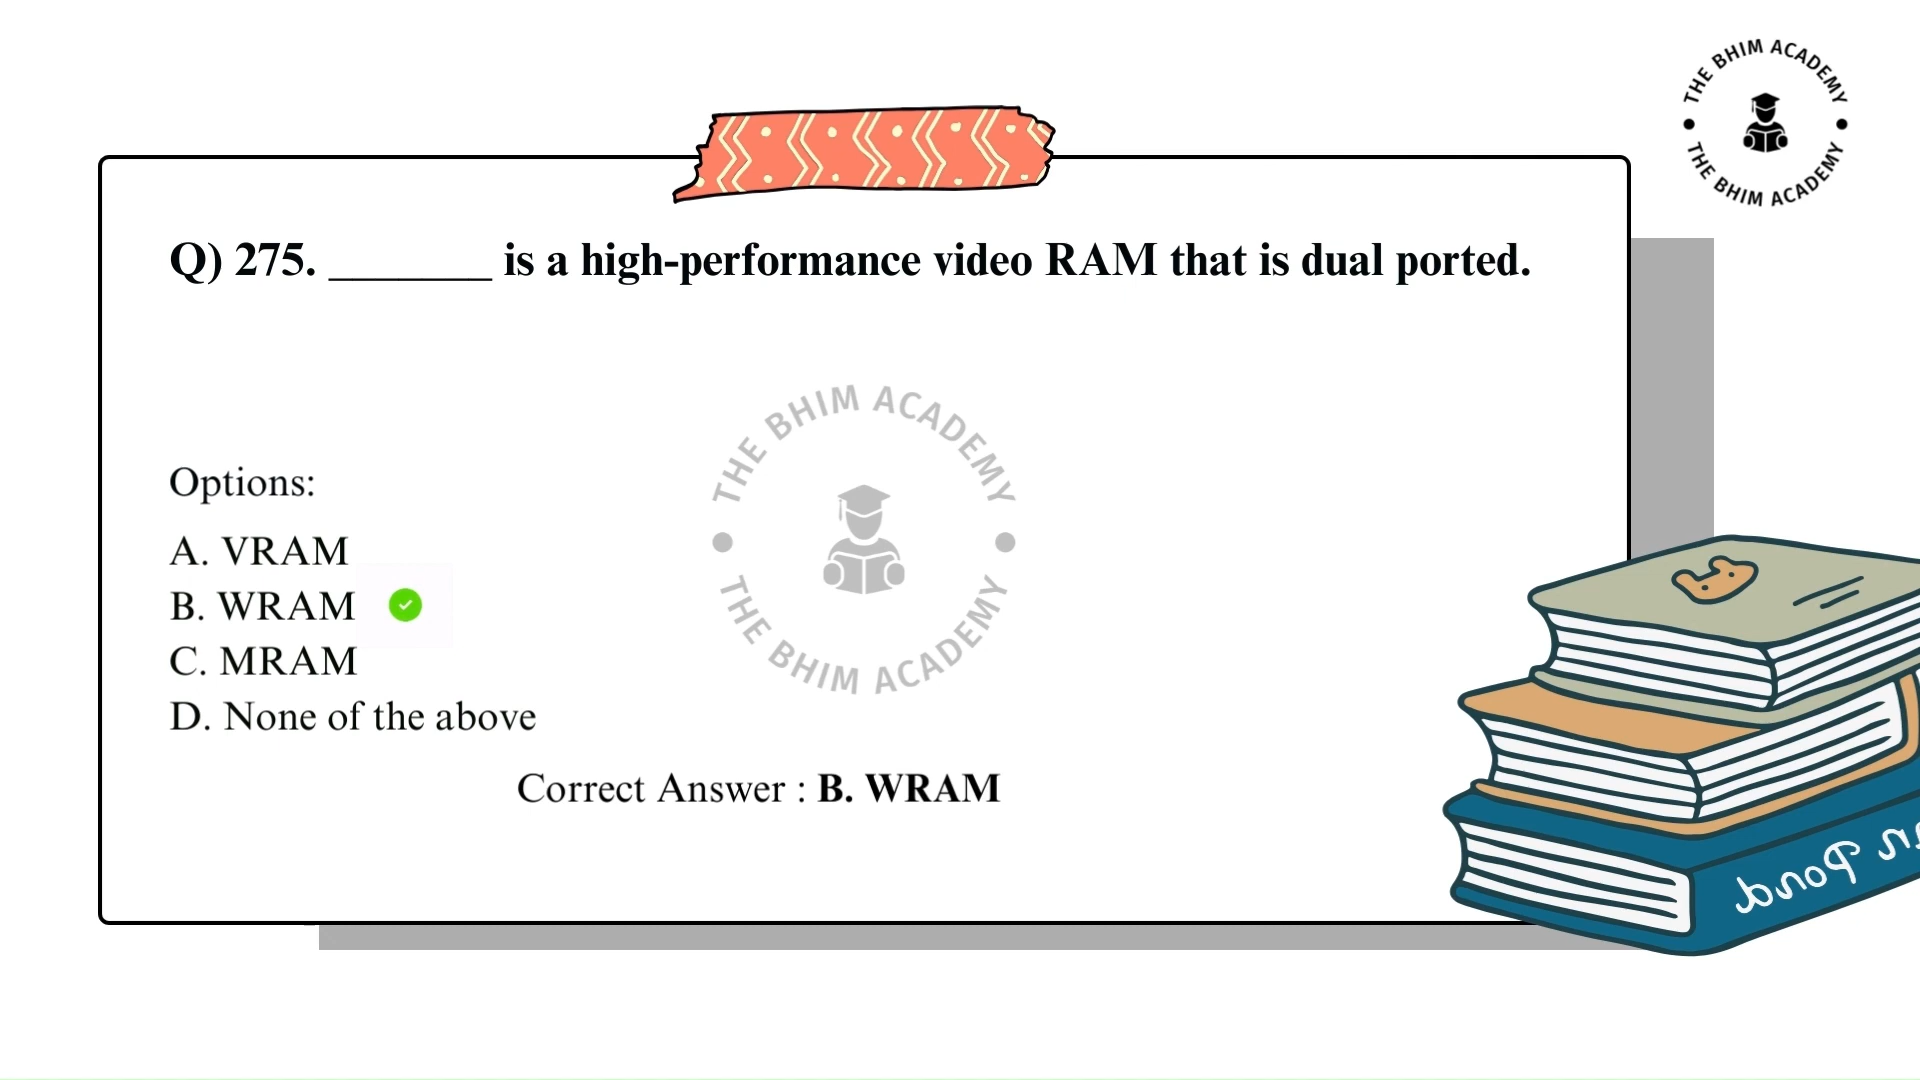 THE BHIM ACADEMY
THE BHIM ACADEMY
Q) 275. _______ is a high-performance video RAM that is dual ported.
THE BHIM ACADEMY
THE BHIM ACADEMY
Options:
A. VRAM
B. WRAM
C. MRAM
D. None of the above
Correct Answer : B. WRAM
Pond